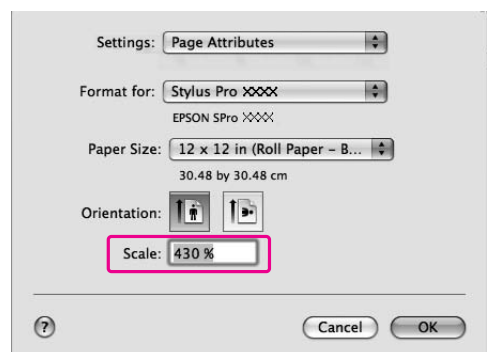 Settings: Page Attributes
Format for: Stylus Pro XXXX
EPSON SPro XXXX
Paper Size: 12 x 12 in (Roll Paper – B...
30.48 by 30.48 cm
Orientation:
Scale: 430 %
? Cancel OK